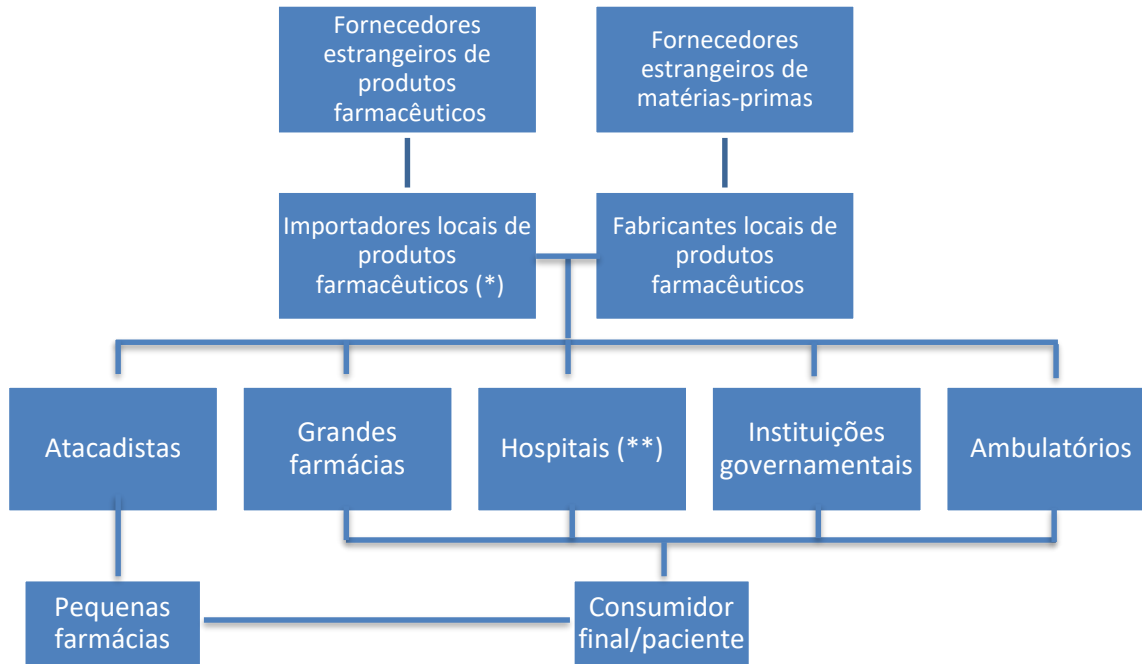 Fornecedores
estrangeiros de
produtos
farmacêuticos
Fornecedores
estrangeiros de
matérias-primas
Importadores locais de
produtos
farmacêuticos (*)
Fabricantes locais de
produtos
farmacêuticos
Atacadistas
Grandes
farmácias
Hospitais (**)
Instituições
governamentais
Ambulatórios
Pequenas
farmácias
Consumidor
final/paciente